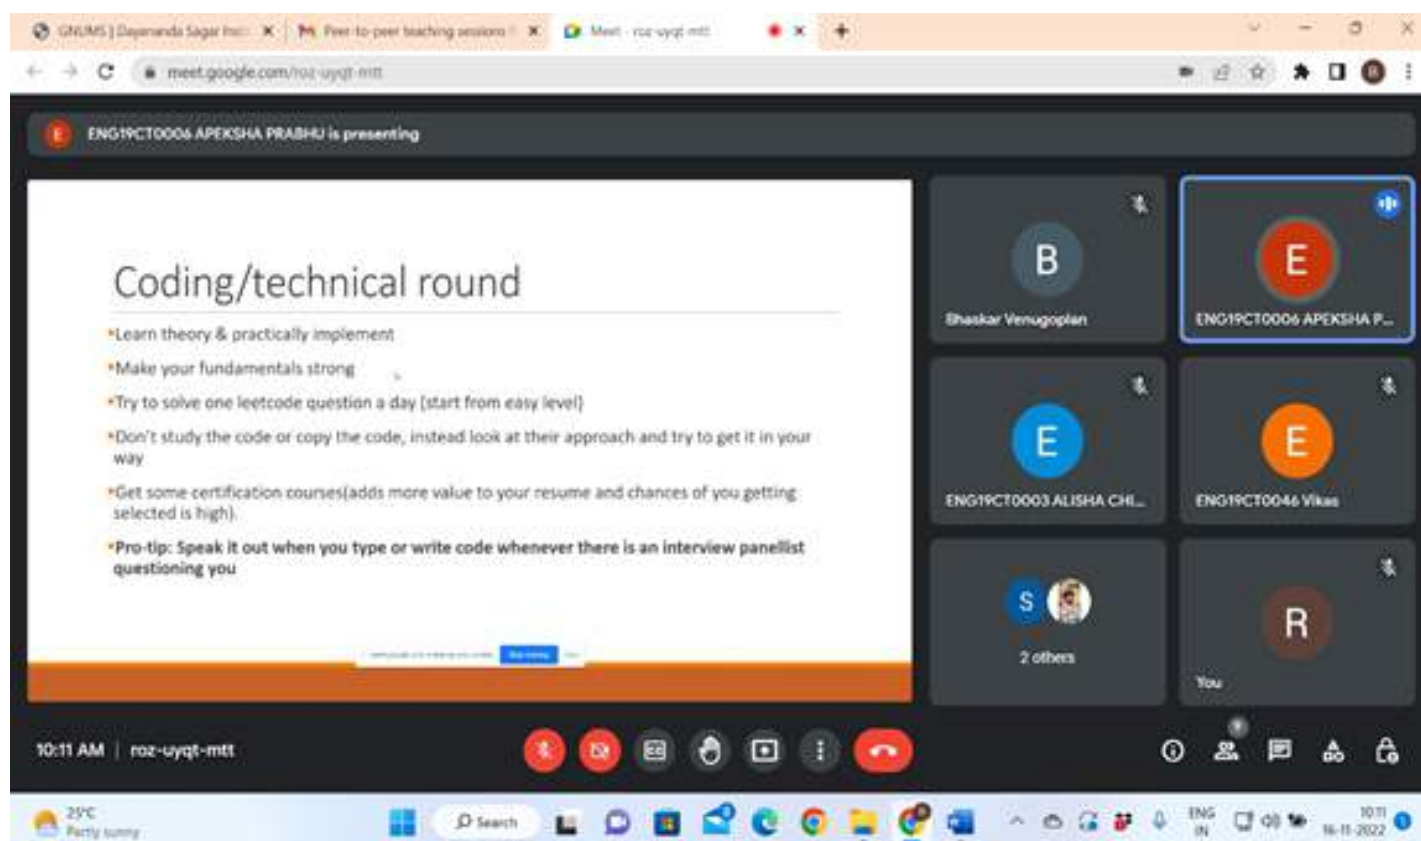 GNUMS | Dayananda Sagar Inst
Peer-to-peer teaching sessions
Meet - roz-uyqt-mtt
meet.google.com/roz-uyqt-mtt
B
E
ENG19CT0006 APEKSHA PRABHU is presenting
Coding/technical round
Learn theory & practically implement
Make your fundamentals strong
Try to solve one leetcode question a day (start from easy level)
Don't study the code or copy the code, instead look at their approach and try to get it in your
way
Get some certification courses(adds more value to your resume and chances of you getting
selected is high).
Pro-tip: Speak it out when you type or write code whenever there is an interview panellist
questioning you
B
Bhaskar Venugoplan
E
ENG19CT0006 APEKSHA P...
E
ENG19CT0003 ALISHA CHI...
E
ENG19CT0046 Vikas
S
2 others
R
You
10:11 AM | roz-uyqt-mtt
25°C
Partly sunny
Search
ENG
IN
10:11
16-11-2022